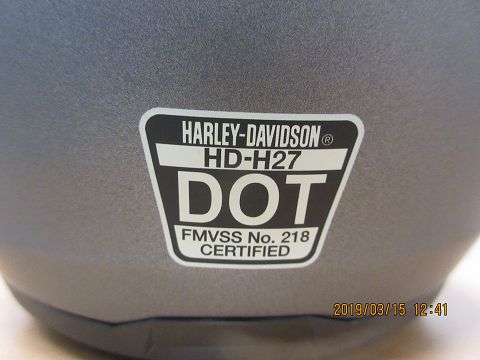 HARLEY-DAVIDSON®
HD-H27
DOT
FMVSS No. 218
CERTIFIED
2019/03/15 12:41